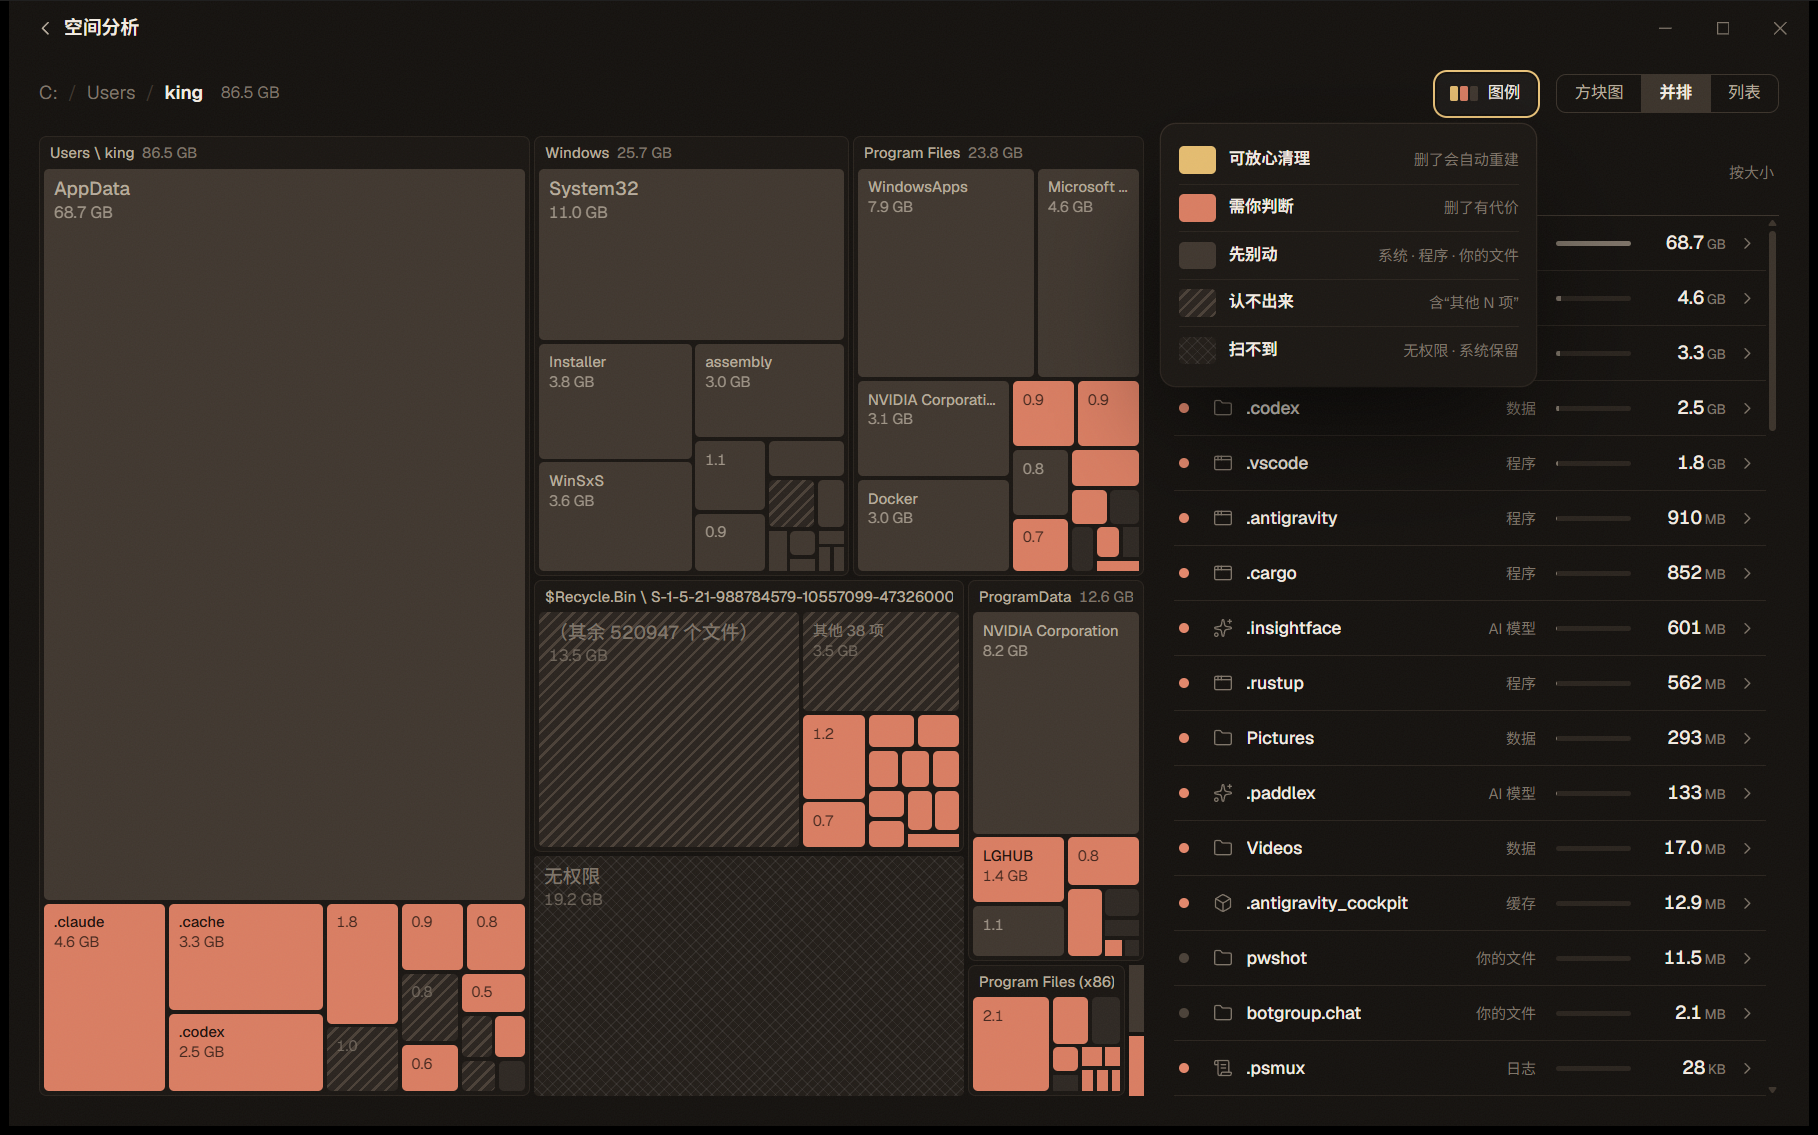 空间分析
C: / Users / king 86.5 GB
图例
方块图 并排 列表
Users \ king 86.5 GB
AppData
68.7 GB
.claude
4.6 GB
.cache
3.3 GB
.codex
2.5 GB
1.8
1.0
0.9
0.8
0.8
0.5
0.6
Windows 25.7 GB
System32
11.0 GB
Installer
3.8 GB
assembly
3.0 GB
WinSxS
3.6 GB
1.1
0.9
Program Files 23.8 GB
WindowsApps
7.9 GB
Microsoft ...
4.6 GB
NVIDIA Corporati...
3.1 GB
Docker
3.0 GB
0.9
0.9
0.8
0.7
$Recycle.Bin \ S-1-5-21-988784579-10557099-47326000
（其余 520947 个文件）
13.5 GB
其他 38 项
3.5 GB
1.2
0.7
无权限
19.2 GB
ProgramData 12.6 GB
NVIDIA Corporation
8.2 GB
LGHUB
1.4 GB
0.8
1.1
Program Files (x86)
2.1
可放心清理 删了会自动重建
需你判断 删了有代价
先别动 系统 · 程序 · 你的文件
认不出来 含“其他 N 项”
扫不到 无权限 · 系统保留
按大小
68.7 GB
4.6 GB
3.3 GB
.codex 数据 2.5 GB
.vscode 程序 1.8 GB
.antigravity 程序 910 MB
.cargo 程序 852 MB
.insightface AI 模型 601 MB
.rustup 程序 562 MB
Pictures 数据 293 MB
.paddlex AI 模型 133 MB
Videos 数据 17.0 MB
.antigravity_cockpit 缓存 12.9 MB
pwshot 你的文件 11.5 MB
botgroup.chat 你的文件 2.1 MB
.psmux 日志 28 KB